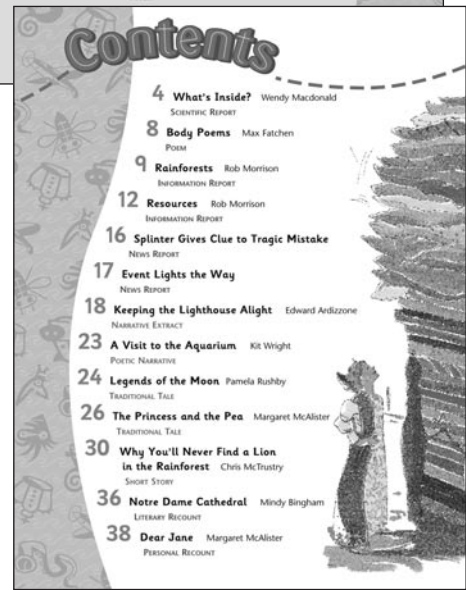 Contents
4 What's Inside? Wendy Macdonald
Scientific Report
8 Body Poems Max Fatchen
Poem
9 Rainforests Rob Morrison
Information Report
12 Resources Rob Morrison
Information Report
16 Splinter Gives Clue to Tragic Mistake
News Report
17 Event Lights the Way
News Report
18 Keeping the Lighthouse Alight Edward Ardizzone
Narrative Extract
23 A Visit to the Aquarium Kit Wright
Poetic Narrative
24 Legends of the Moon Pamela Rushby
Traditional Tale
26 The Princess and the Pea Margaret McAlister
Traditional Tale
30 Why You'll Never Find a Lion
in the Rainforest Chris McTrustry
Short Story
36 Notre Dame Cathedral Mindy Bingham
Literary Recount
38 Dear Jane Margaret McAlister
Personal Recount